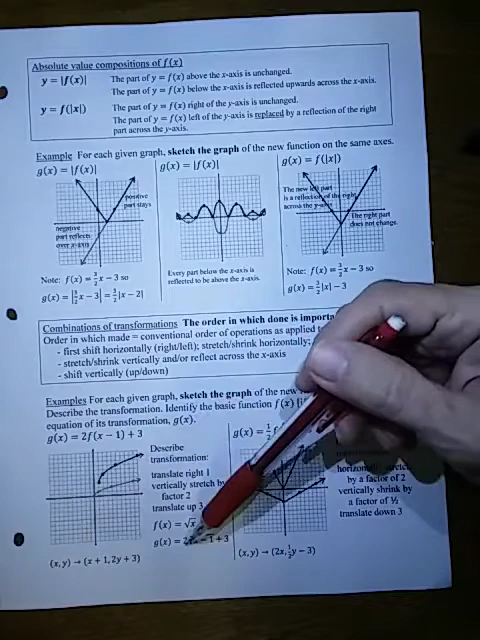 Absolute value compositions of f(x)
y = |f(x)| The part of y = f(x) above the x-axis is unchanged.
The part of y = f(x) below the x-axis is reflected upwards across the x-axis.
y = f(|x|) The part of y = f(x) right of the y-axis is unchanged.
The part of y = f(x) left of the y-axis is replaced by a reflection of the right
part across the y-axis.
Example For each given graph, sketch the graph of the new function on the same axes.
g(x) = |f(x)| g(x) = |f(x)| g(x) = f(|x|)
positive
part stays
negative
part reflects
over x-axis
The new left part
is a reflection of the right
across the y-axis
The right part
does not change.
Note: f(x) = 3/2 x − 3 so
g(x) = |3/2 x − 3| = 3/2 |x − 2|
Every part below the x-axis is
reflected to be above the x-axis.
Note: f(x) = 3/2 x − 3 so
g(x) = 3/2 |x| − 3
Combinations of transformations The order in which done is
Order in which made = conventional order of operations as applied
- first shift horizontally (right/left); stretch/shrink horizontally;
- stretch/shrink vertically and/or reflect across the x-axis
- shift vertically (up/down)
Examples For each given graph, sketch the graph of the new
Describe the transformation. Identify the basic function f(x)
equation of its transformation, g(x).
g(x) = 2f(x − 1) + 3
Describe
transformation:
translate right 1
vertically stretch by
factor 2
translate up 3
f(x) = √x
(x, y) → (x + 1, 2y + 3)
by a factor of 2
vertically shrink by
a factor of ½
translate down 3
(x, y) → (2x, ½y − 3)